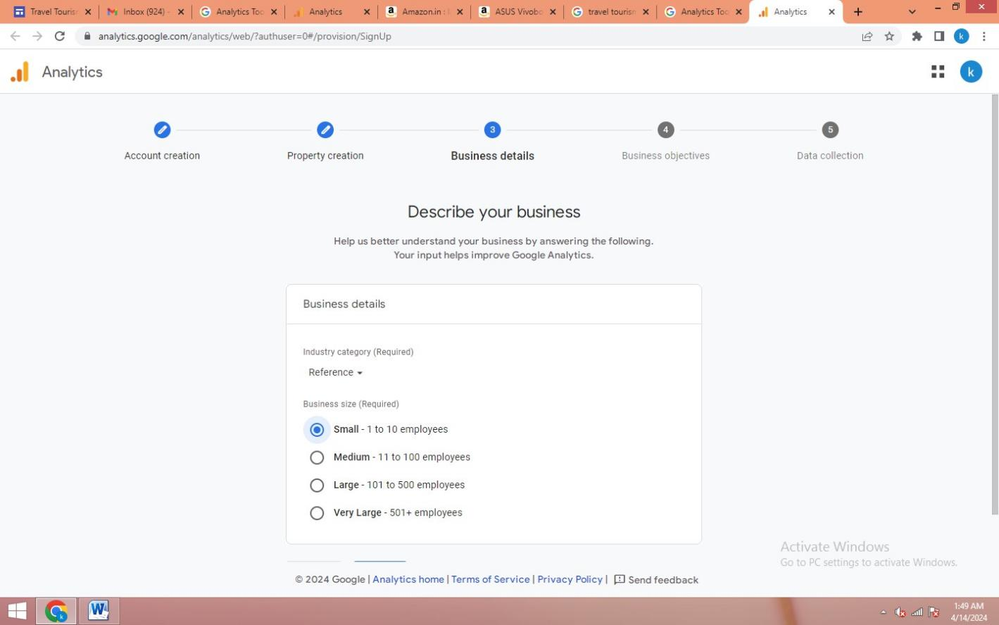 Travel Touris
Inbox (924) -
Analytics Too
Analytics
Amazon.in :
ASUS Vivobo
travel tourism
Analytics Too
Analytics
analytics.google.com/analytics/web/?authuser=0#/provision/SignUp
k
Analytics
k
3
4
5
Account creation
Property creation
Business details
Business objectives
Data collection
Describe your business
Help us better understand your business by answering the following.
Your input helps improve Google Analytics.
Business details
Industry category (Required)
Reference
Business size (Required)
Small - 1 to 10 employees
Medium - 11 to 100 employees
Large - 101 to 500 employees
Very Large - 501+ employees
Activate Windows
Go to PC settings to activate Windows.
© 2024 Google | Analytics home | Terms of Service | Privacy Policy | Send feedback
1:49 AM
4/14/2024